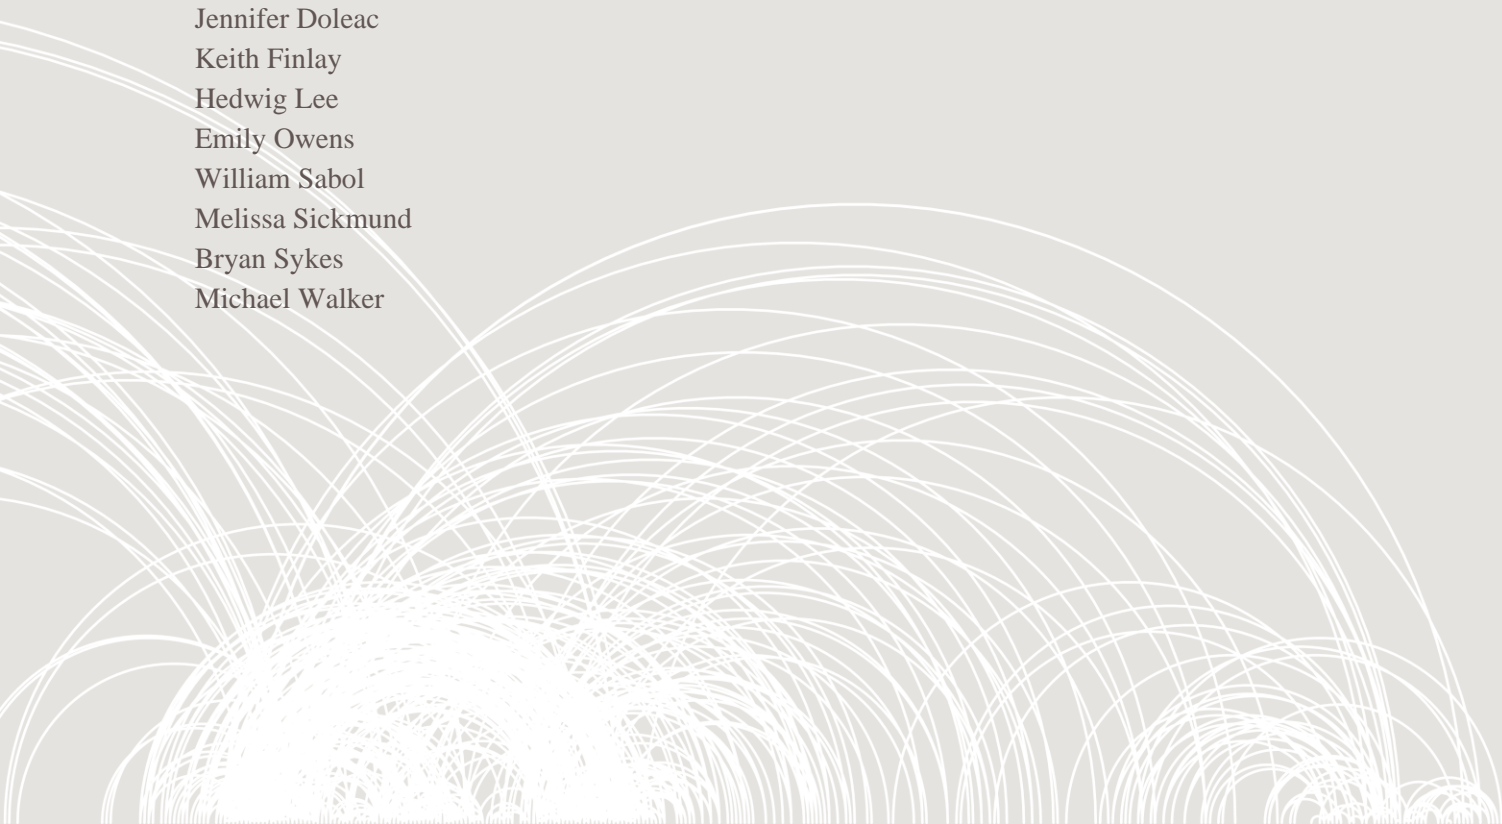 Jennifer Doleac
Keith Finlay
Hedwig Lee
Emily Owens
William Sabol
Melissa Sickmund
Bryan Sykes
Michael Walker